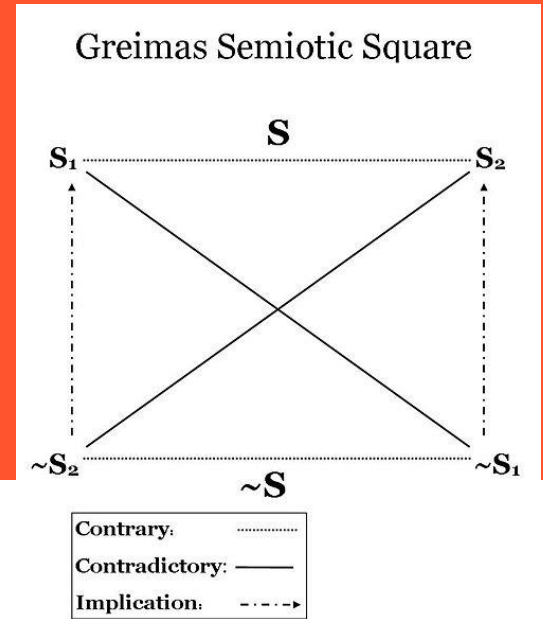 Greimas Semiotic Square
S
S₁ S₂
~S₂ ~S₁
~S
Contrary:
Contradictory:
Implication: